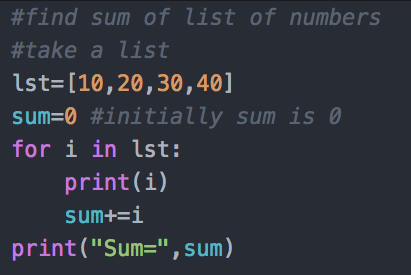 #find sum of list of numbers
#take a list
lst=[10,20,30,40]
sum=0 #initially sum is 0
for i in lst:
    print(i)
    sum+=i
print("Sum=",sum)